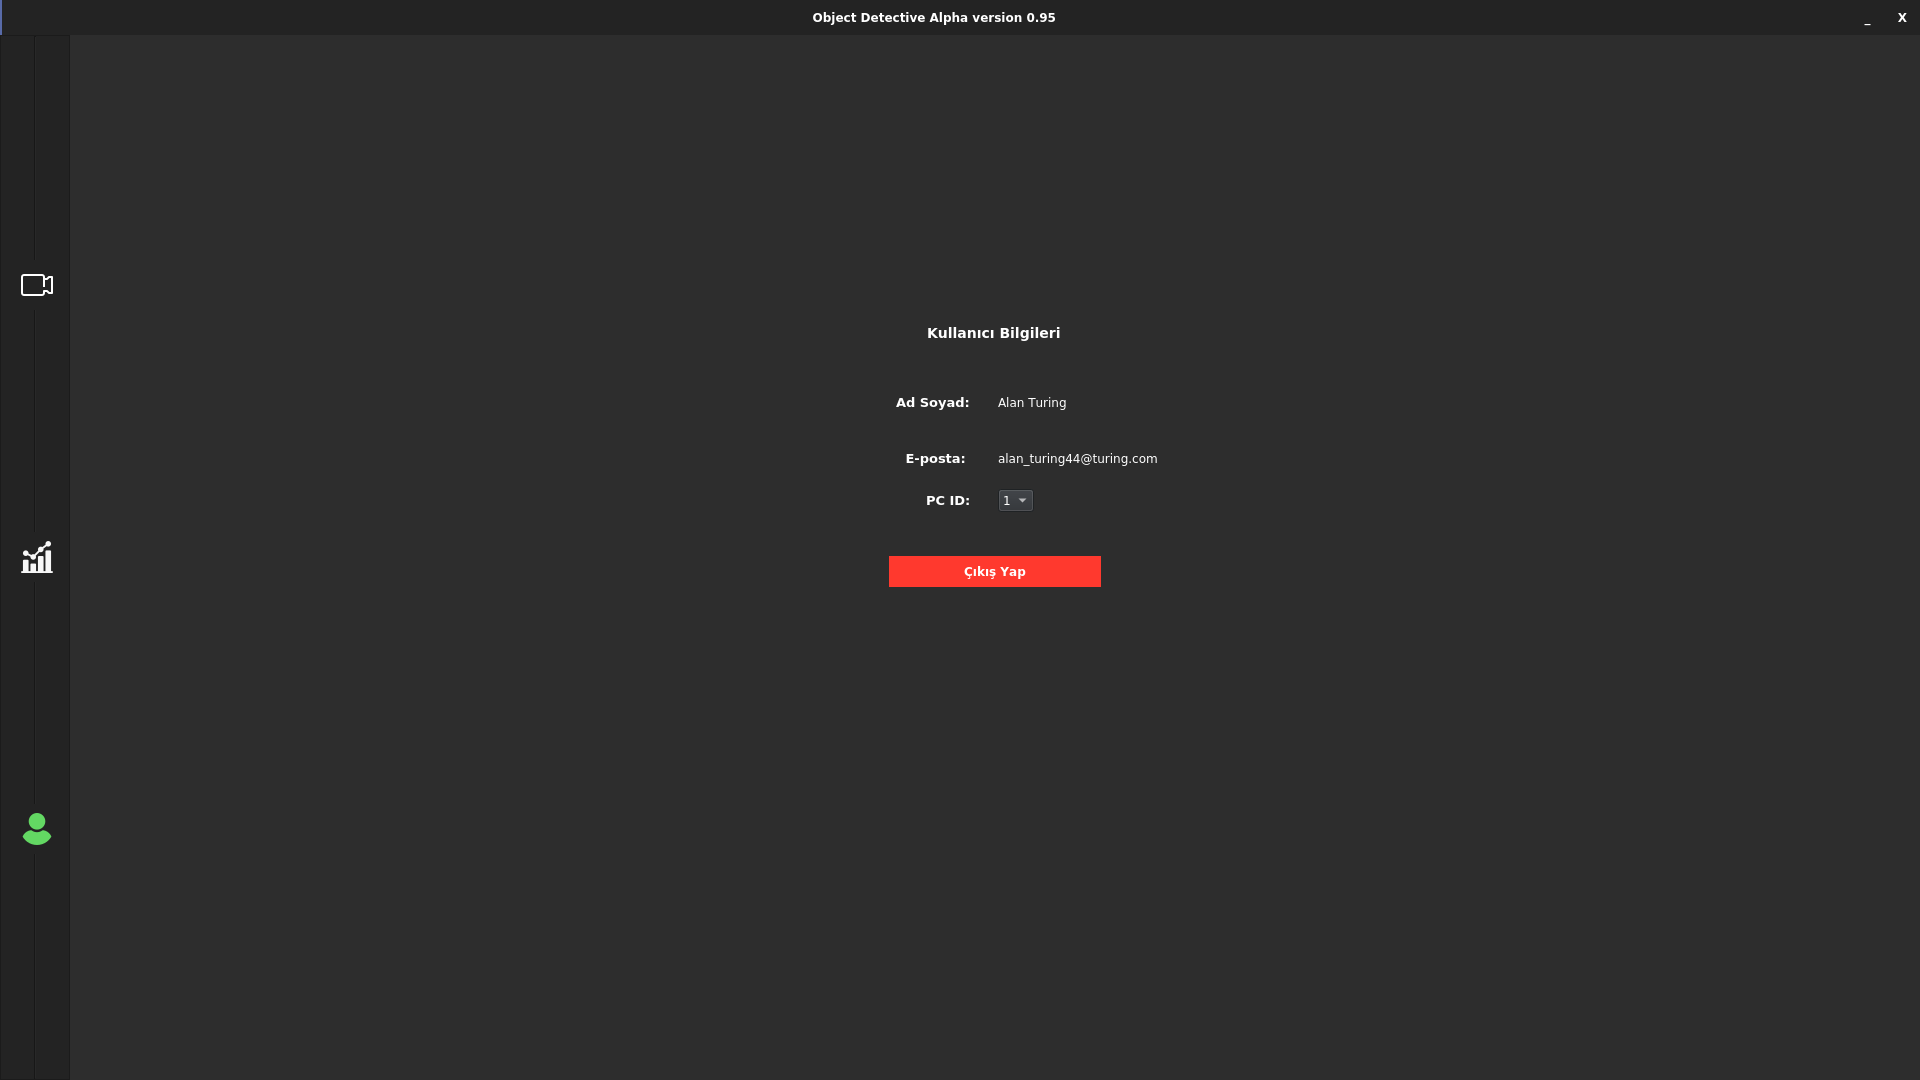 Object Detective Alpha version 0.95
_ X
Kullanıcı Bilgileri
Ad Soyad: Alan Turing
E-posta: alan_turing44@turing.com
PC ID: 1
Çıkış Yap